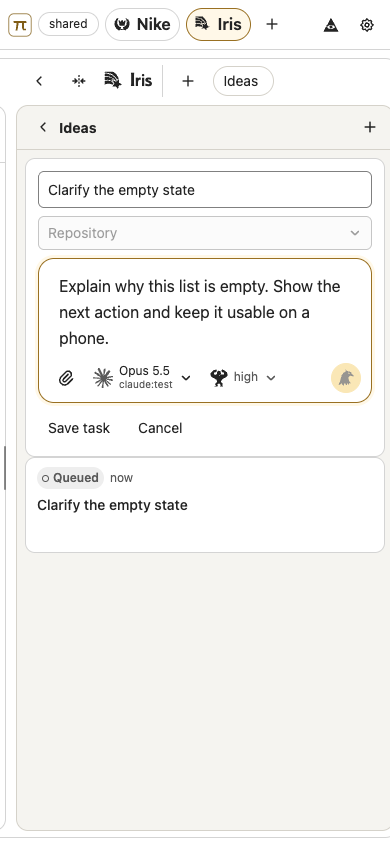 π shared Nike Iris +
Iris + Ideas
Ideas +
Clarify the empty state
Repository
Explain why this list is empty. Show the
next action and keep it usable on a
phone.
Opus 5.5
claude:test
high
Save task Cancel
Queued now
Clarify the empty state